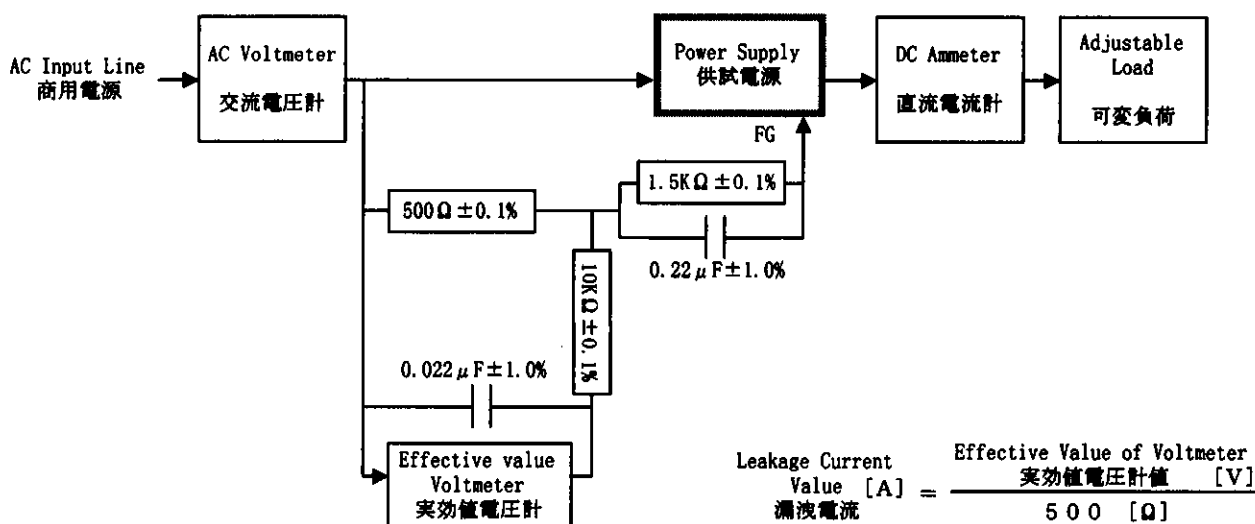 AC Input Line
商用電源
AC Voltmeter
交流電圧計
Power Supply
供試電源
DC Ammeter
直流電流計
Adjustable
Load
可変負荷
FG
1.5KΩ±0.1%
500Ω±0.1%
0.22μF±1.0%
10KΩ±0.1%
0.022μF±1.0%
Effective value
Voltmeter
実効値電圧計
Leakage Current
Value [A] =
漏洩電流
Effective Value of Voltmeter
実効値電圧計値 [V]
500 [Ω]